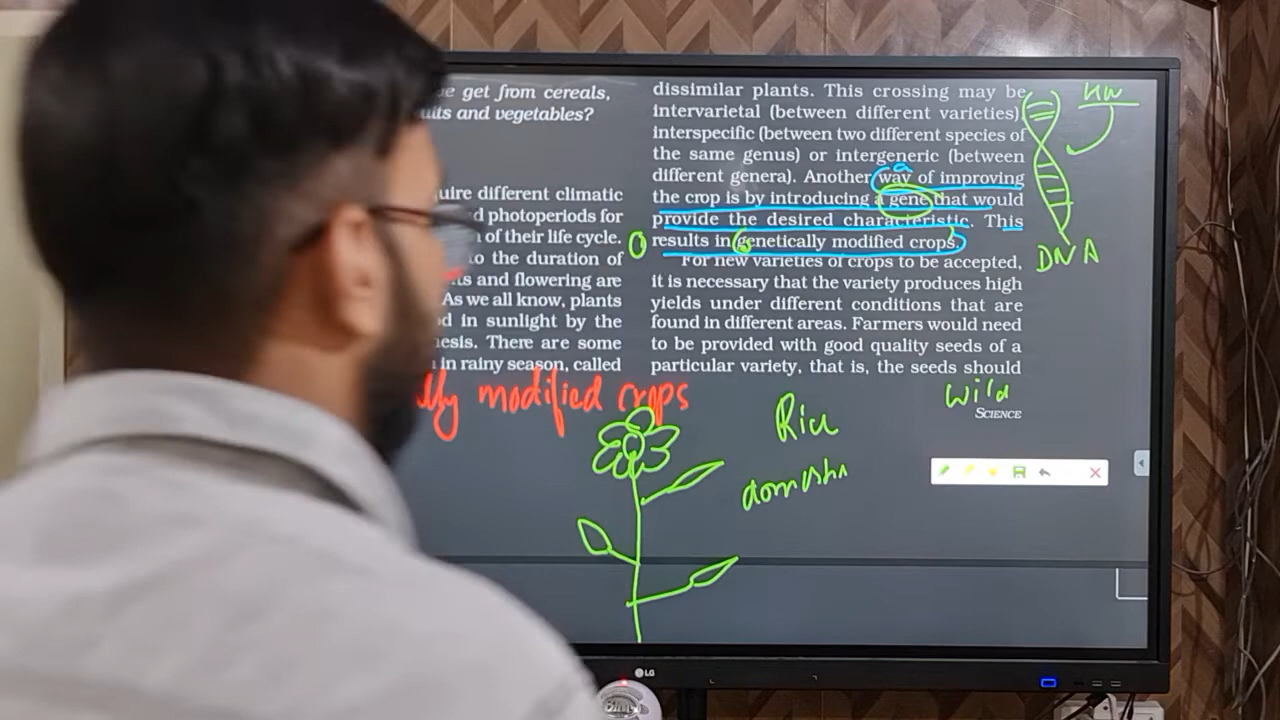 e get from cereals,
uits and vegetables?
uire different climatic
d photoperiods for
of their life cycle.
to the duration of
ts and flowering are
As we all know, plants
d in sunlight by the
nesis. There are some
in rainy season, called
dissimilar plants. This crossing may be
intervarietal (between different varieties),
interspecific (between two different species of
the same genus) or intergeneric (between
different genera). Another way of improving
the crop is by introducing a gene that would
provide the desired characteristic. This
results in genetically modified crops.
For new varieties of crops to be accepted,
it is necessary that the variety produces high
yields under different conditions that are
found in different areas. Farmers would need
to be provided with good quality seeds of a
particular variety, that is, the seeds should
SCIENCE
DNA
lly modified crops
Rice
Wild
LG